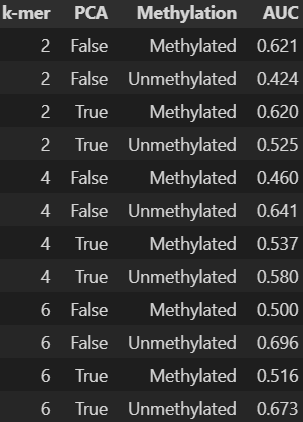 k-mer PCA Methylation AUC
2 False Methylated 0.621
2 False Unmethylated 0.424
2 True Methylated 0.620
2 True Unmethylated 0.525
4 False Methylated 0.460
4 False Unmethylated 0.641
4 True Methylated 0.537
4 True Unmethylated 0.580
6 False Methylated 0.500
6 False Unmethylated 0.696
6 True Methylated 0.516
6 True Unmethylated 0.673